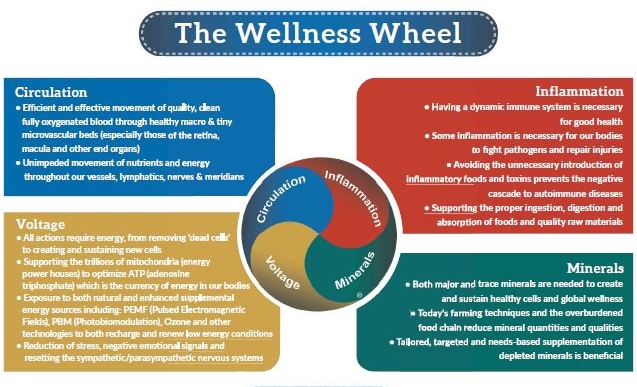 The Wellness Wheel
Circulation
• Efficient and effective movement of quality, clean
fully oxygenated blood through healthy macro & tiny
microvascular beds (especially those of the retina,
macula and other end organs)
• Unimpeded movement of nutrients and energy
throughout our vessels, lymphatics, nerves & meridians
Inflammation
• Having a dynamic immune system is necessary
for good health
• Some inflammation is necessary for our bodies
to fight pathogens and repair injuries
• Avoiding the unnecessary introduction of
inflammatory foods and toxins prevents the negative
cascade to autoimmune diseases
• Supporting the proper ingestion, digestion and
absorption of foods and quality raw materials
Circulation
Inflammation
Voltage
Minerals
®
Voltage
• All actions require energy, from removing 'dead cells'
to creating and sustaining new cells
• Supporting the trillions of mitochondria (energy
power houses) to optimize ATP (adenosine
triphosphate) which is the currency of energy in our bodies
• Exposure to both natural and enhanced supplemental
energy sources including: PEMF (Pulsed Electromagnetic
Fields), PBM (Photobiomodulation), Ozone and other
technologies to both recharge and renew low energy conditions
• Reduction of stress, negative emotional signals and
resetting the sympathetic/parasympathetic nervous systems
Minerals
• Both major and trace minerals are needed to create
and sustain healthy cells and global wellness
• Today's farming techniques and the overburdened
food chain reduce mineral quantities and qualities
• Tailored, targeted and needs-based supplementation of
depleted minerals is beneficial